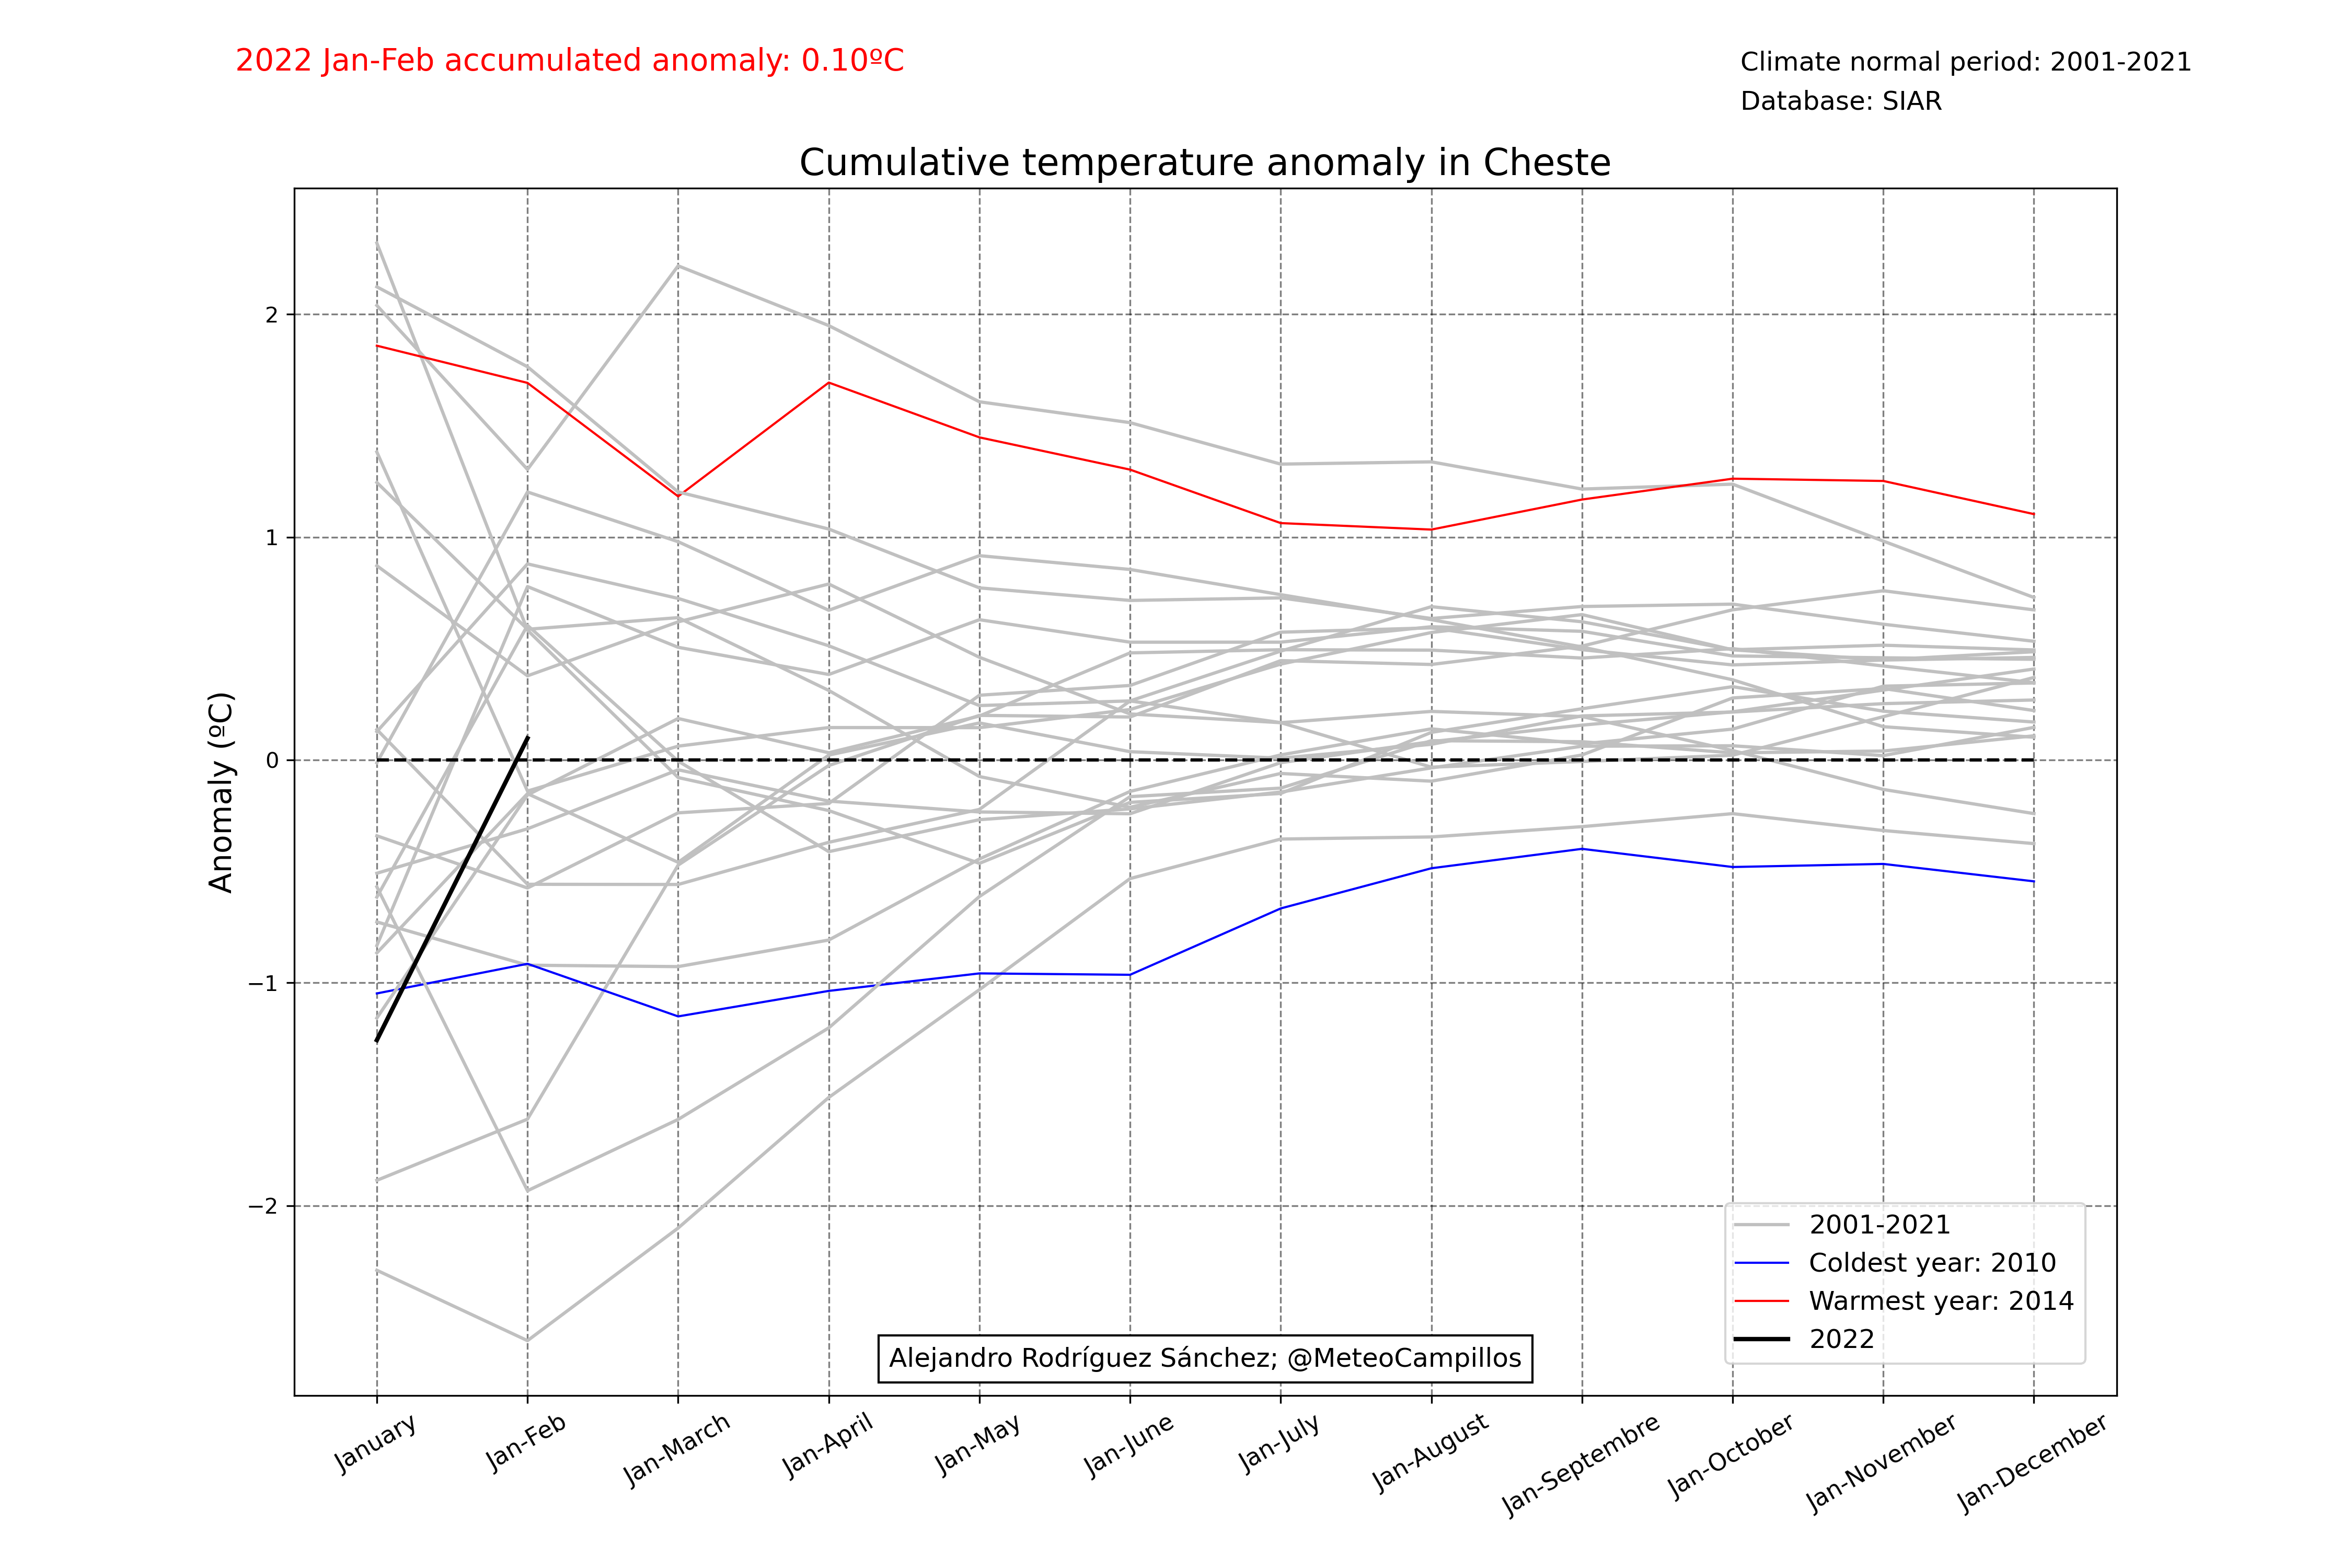 2022 Jan-Feb accumulated anomaly: 0.10ºC
Climate normal period: 2001-2021
Database: SIAR
Cumulative temperature anomaly in Cheste
Anomaly (ºC)
2
1
0
−1
−2
2001-2021
Coldest year: 2010
Warmest year: 2014
2022
Alejandro Rodríguez Sánchez; @MeteoCampillos
January
Jan-Feb
Jan-March
Jan-April
Jan-May
Jan-June
Jan-July
Jan-August
Jan-Septembre
Jan-October
Jan-November
Jan-December